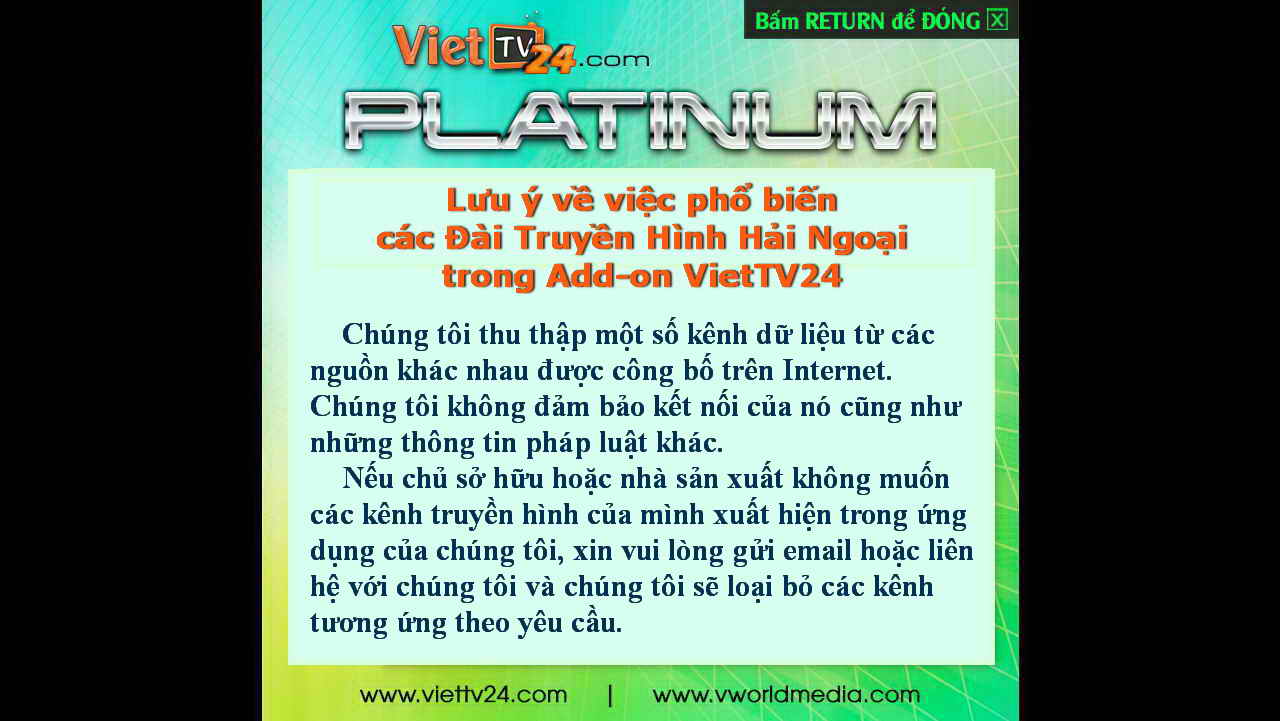 Bấm RETURN để ĐÓNG
VietTV24.com
PLATINUM
Lưu ý về việc phổ biến
các Đài Truyền Hình Hải Ngoại
trong Add-on VietTV24
Chúng tôi thu thập một số kênh dữ liệu từ các
nguồn khác nhau được công bố trên Internet.
Chúng tôi không đảm bảo kết nối của nó cũng như
những thông tin pháp luật khác.
Nếu chủ sở hữu hoặc nhà sản xuất không muốn
các kênh truyền hình của mình xuất hiện trong ứng
dụng của chúng tôi, xin vui lòng gửi email hoặc liên
hệ với chúng tôi và chúng tôi sẽ loại bỏ các kênh
tương ứng theo yêu cầu.
www.viettv24.com | www.vworldmedia.com